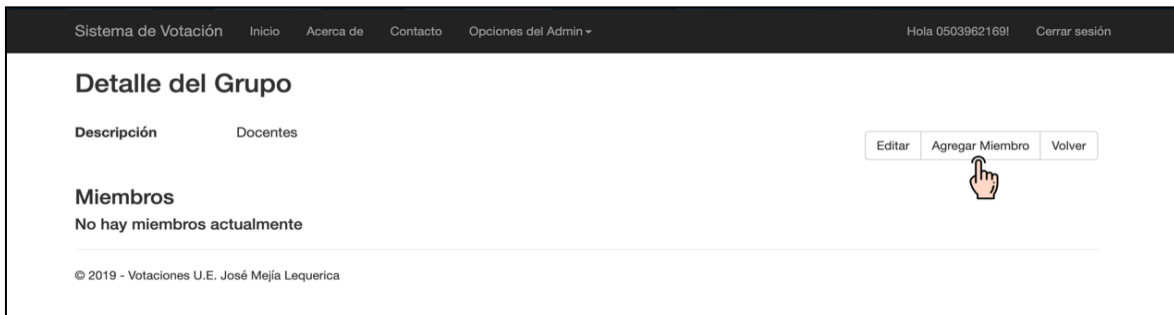 Sistema de Votación Inicio Acerca de Contacto Opciones del Admin Hola 0503962169! Cerrar sesión
Detalle del Grupo
Descripción Docentes
Editar Agregar Miembro Volver
Miembros
No hay miembros actualmente
© 2019 - Votaciones U.E. José Mejía Lequerica